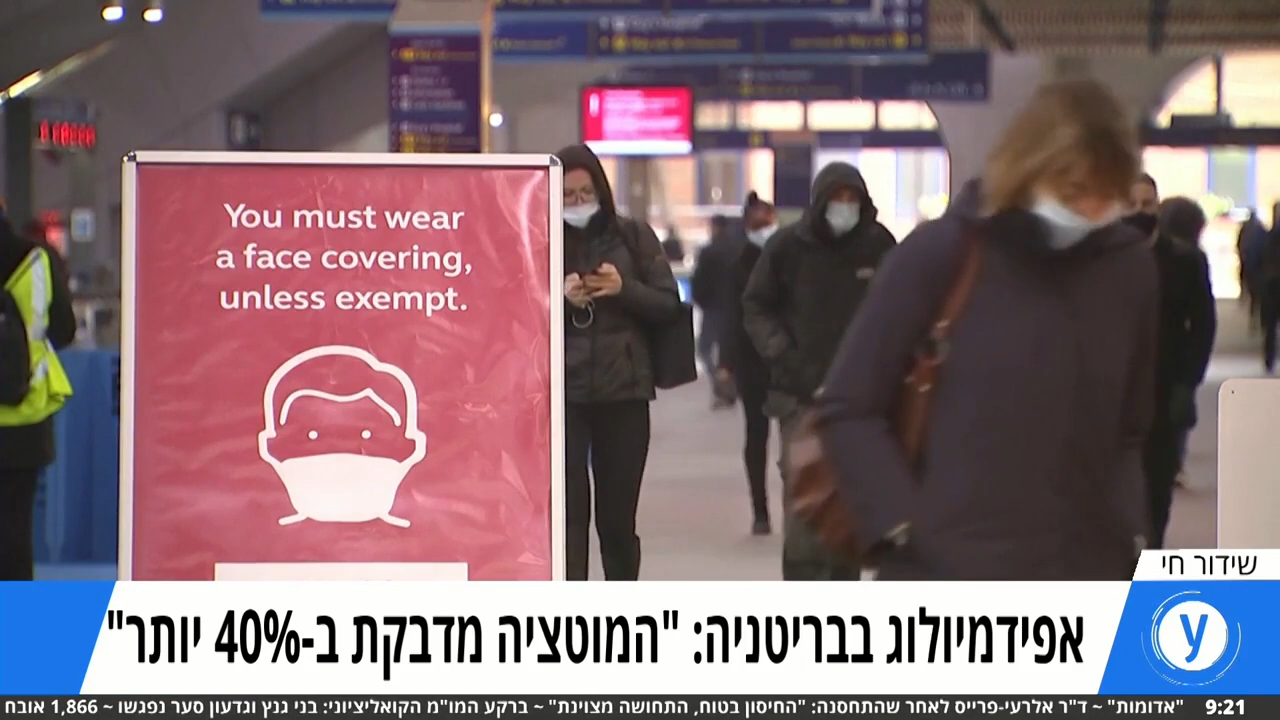 You must wear
a face covering,
unless exempt.
שידור חי
אפידמיולוג בבריטניה: "המוטציה מדבקת ב-40% יותר"
y
9:21 "אדומות" ~ ד"ר אלרעי-פרייס לאחר שהתחסנה: "החיסון בטוח, התחושה מצוינת" ~ ברקע המו"מ הקואליציוני: בני גנץ וגדעון סער נפגשו ~ 1,866 אובח